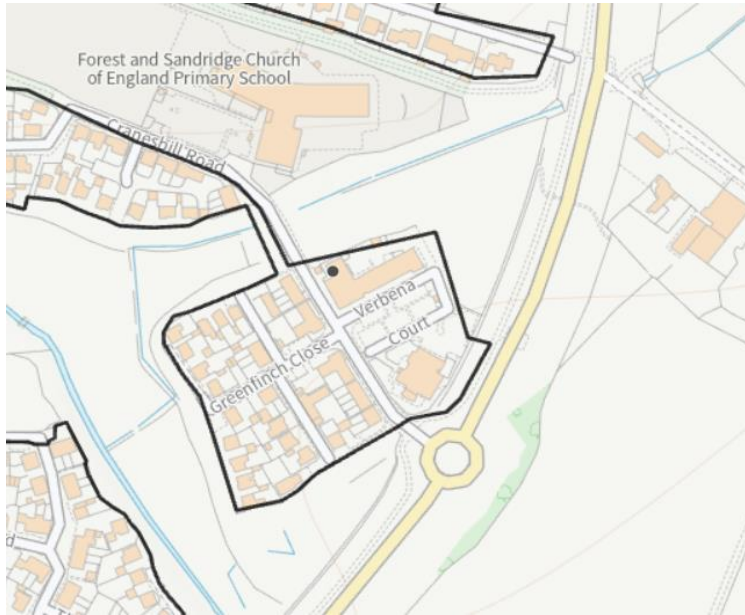 Forest and Sandridge Church
of England Primary School
Cranesbill Road
Verbena
Court
Greenfinch Close